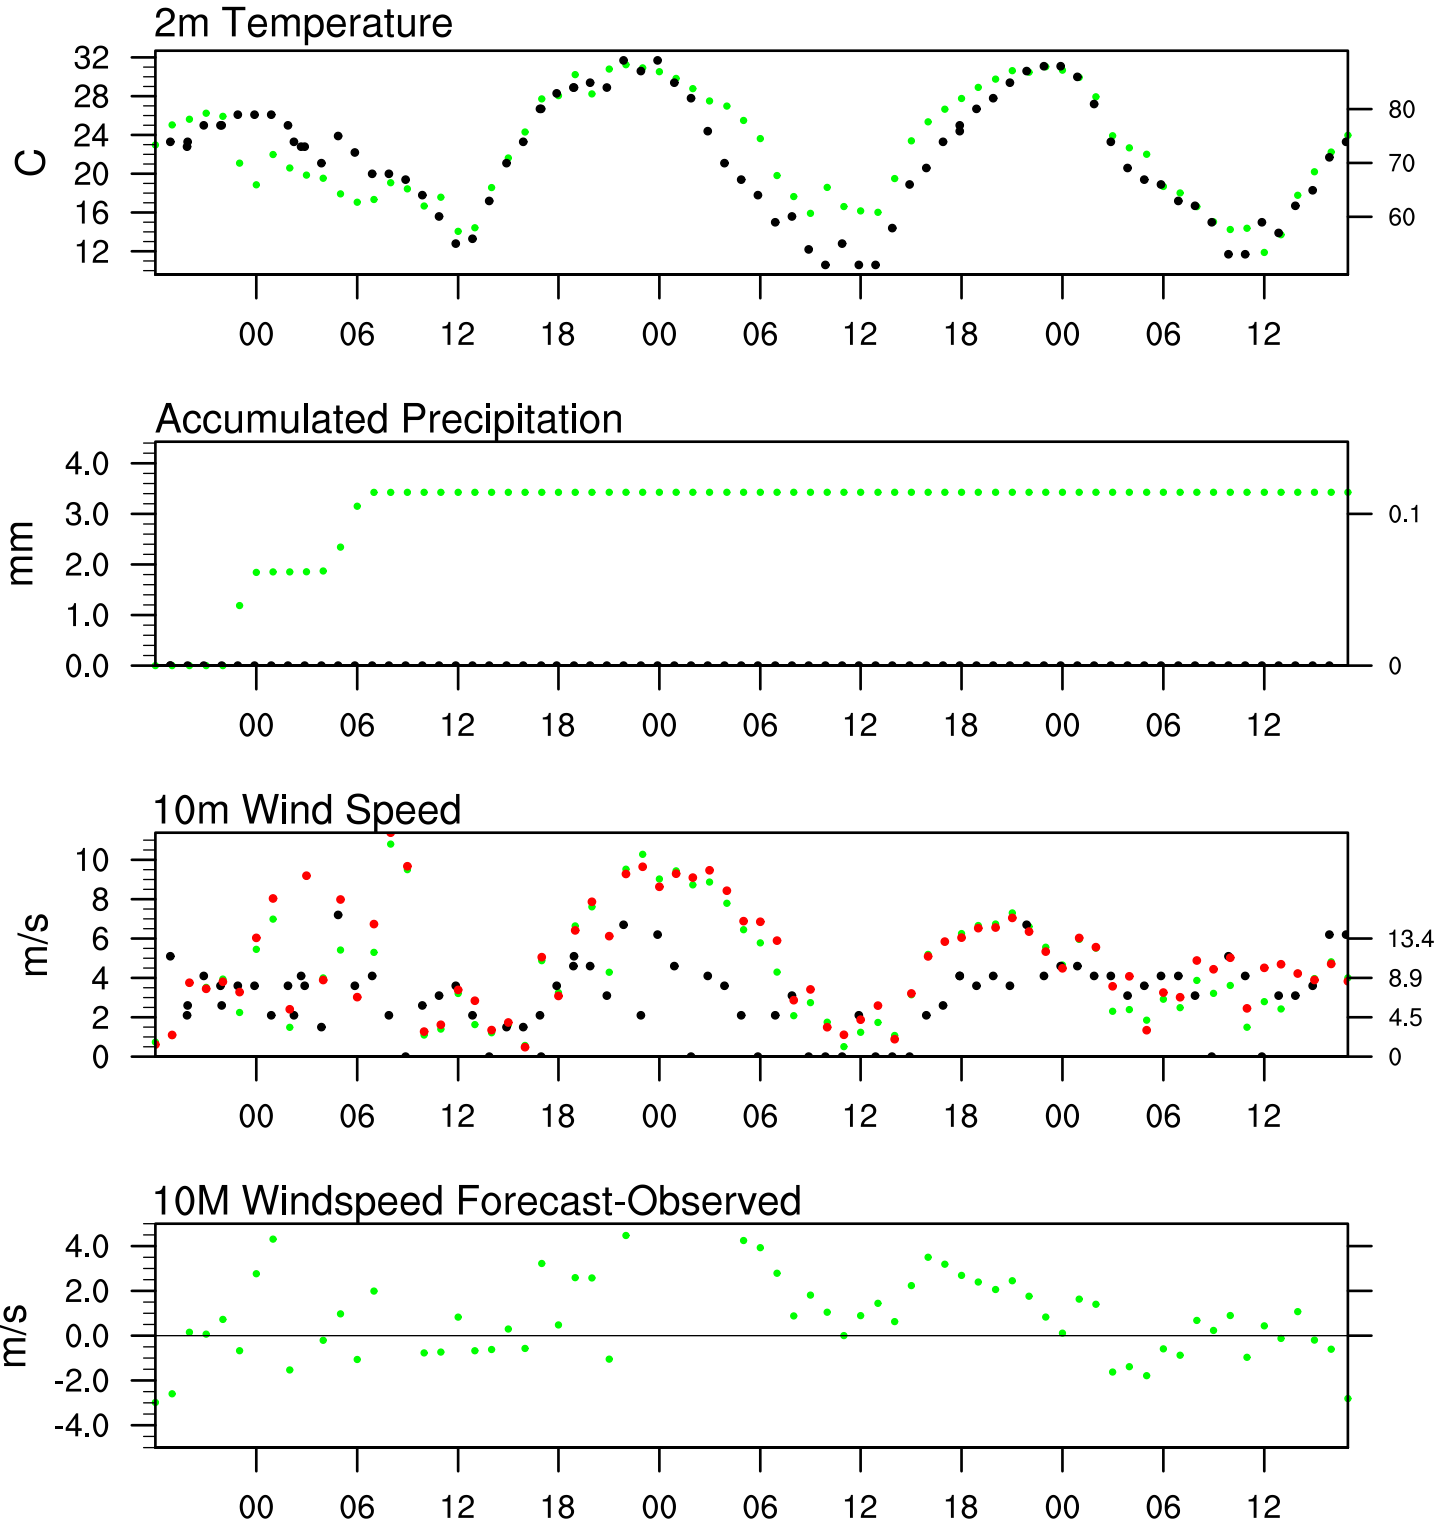 2m Temperature
32
28
24
20
16
12
C
80
70
60
00 06 12 18 00 06 12 18 00 06 12
Accumulated Precipitation
4.0
3.0
2.0
1.0
0.0
mm
0.1
0
00 06 12 18 00 06 12 18 00 06 12
10m Wind Speed
10
8
6
4
2
0
m/s
13.4
8.9
4.5
0
00 06 12 18 00 06 12 18 00 06 12
10M Windspeed Forecast-Observed
4.0
2.0
0.0
-2.0
-4.0
m/s
00 06 12 18 00 06 12 18 00 06 12